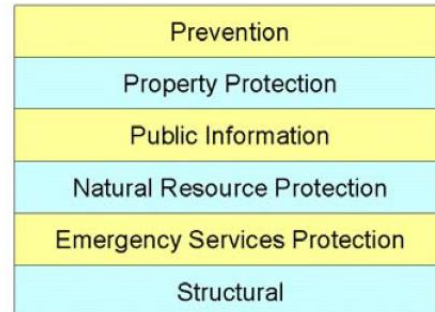 Prevention
Property Protection
Public Information
Natural Resource Protection
Emergency Services Protection
Structural